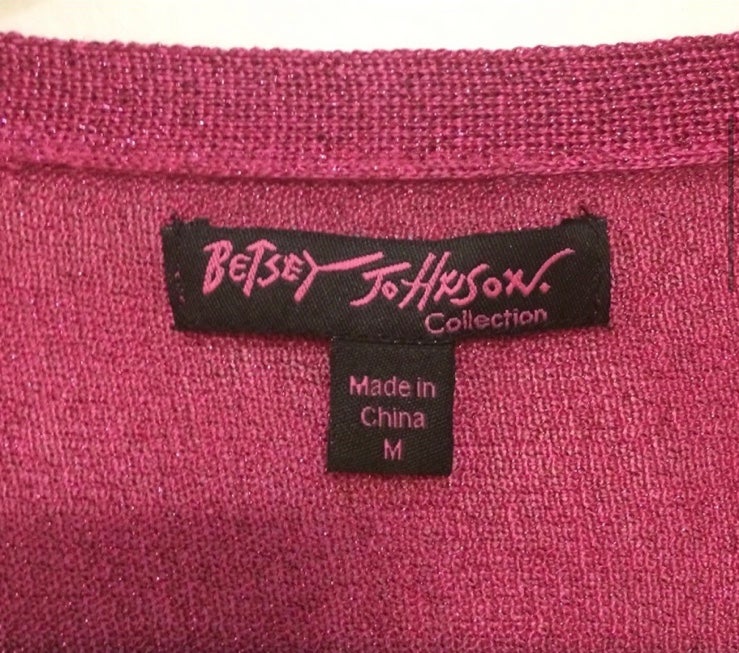 BETSEY JOHNSON.
Collection
Made in
China
M